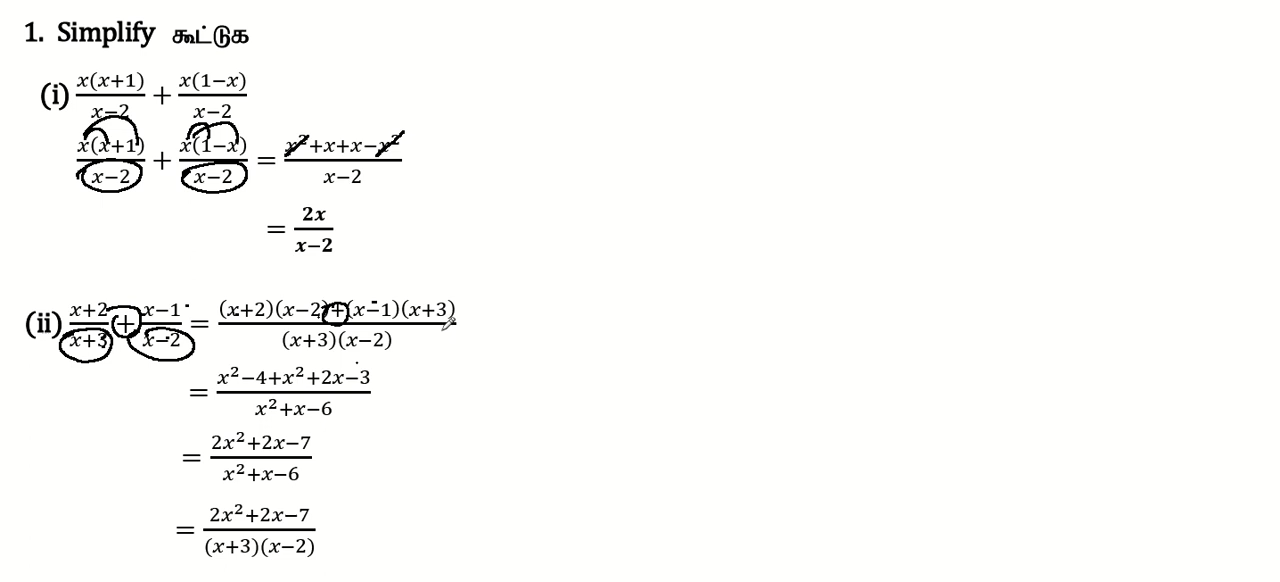 1. Simplify கூட்டுக
(i) x(x+1)/x−2 + x(1−x)/x−2
x(x+1)/x−2 + x(1−x)/x−2 = x²+x+x−x²/x−2
= 2x/x−2
(ii) x+2/x+3 + x−1/x−2 = (x+2)(x−2)+(x−1)(x+3)/(x+3)(x−2)
= x²−4+x²+2x−3/x²+x−6
= 2x²+2x−7/x²+x−6
= 2x²+2x−7/(x+3)(x−2)